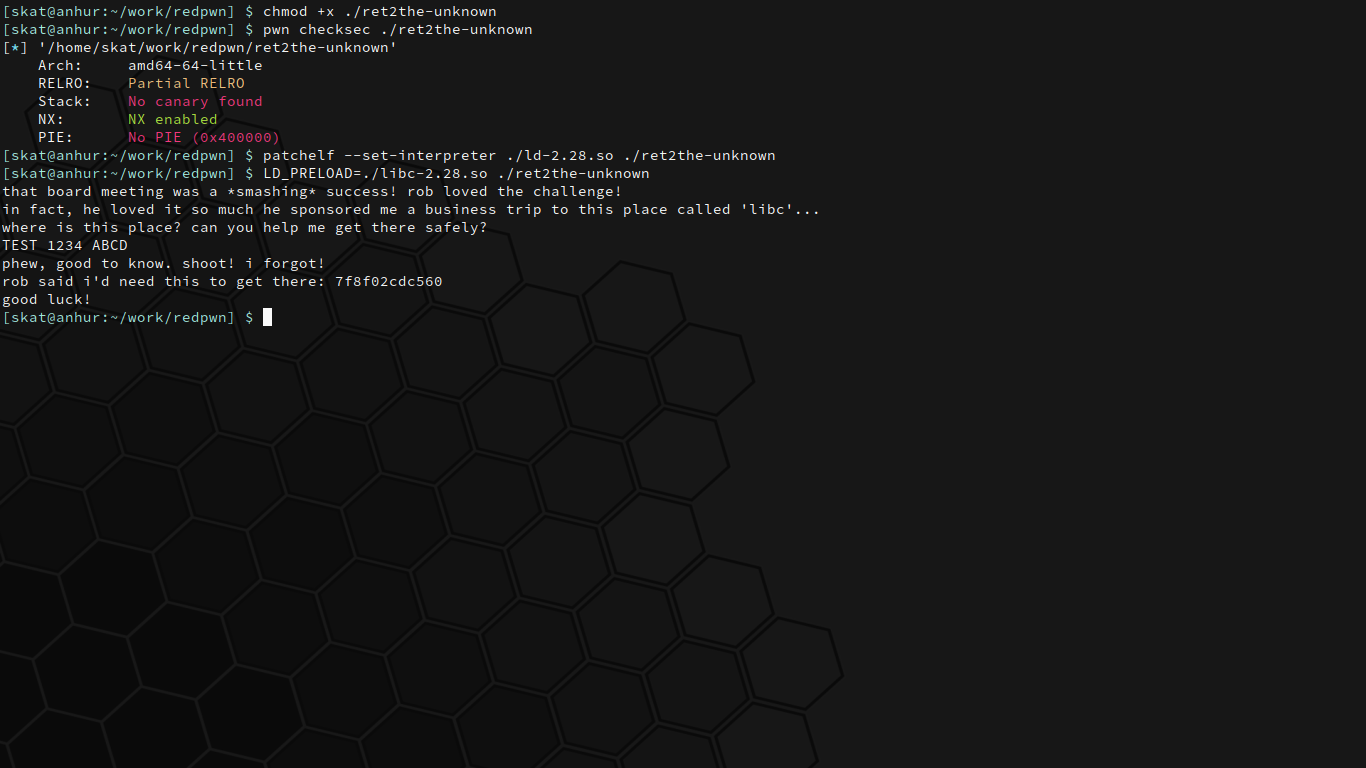 [skat@anhur:~/work/redpwn] $ chmod +x ./ret2the-unknown
[skat@anhur:~/work/redpwn] $ pwn checksec ./ret2the-unknown
[*] '/home/skat/work/redpwn/ret2the-unknown'
    Arch:     amd64-64-little
    RELRO:    Partial RELRO
    Stack:    No canary found
    NX:       NX enabled
    PIE:      No PIE (0x400000)
[skat@anhur:~/work/redpwn] $ patchelf --set-interpreter ./ld-2.28.so ./ret2the-unknown
[skat@anhur:~/work/redpwn] $ LD_PRELOAD=./libc-2.28.so ./ret2the-unknown
that board meeting was a *smashing* success! rob loved the challenge!
in fact, he loved it so much he sponsored me a business trip to this place called 'libc'...
where is this place? can you help me get there safely?
TEST 1234 ABCD
phew, good to know. shoot! i forgot!
rob said i'd need this to get there: 7f8f02cdc560
good luck!
[skat@anhur:~/work/redpwn] $